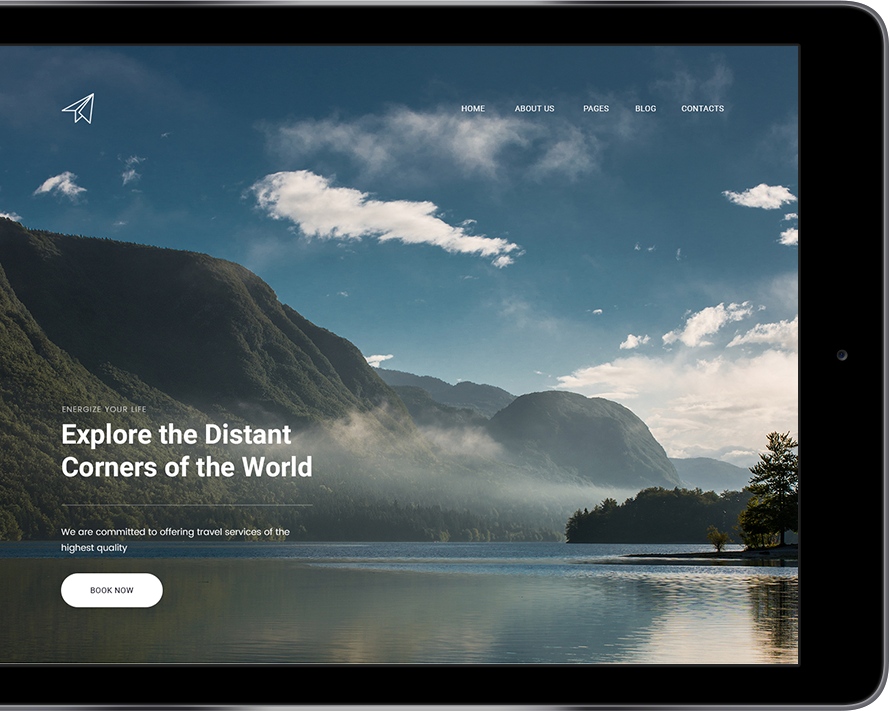 HOME ABOUT US PAGES BLOG CONTACTS
ENERGIZE YOUR LIFE
Explore the Distant
Corners of the World
We are committed to offering travel services of the
highest quality
BOOK NOW